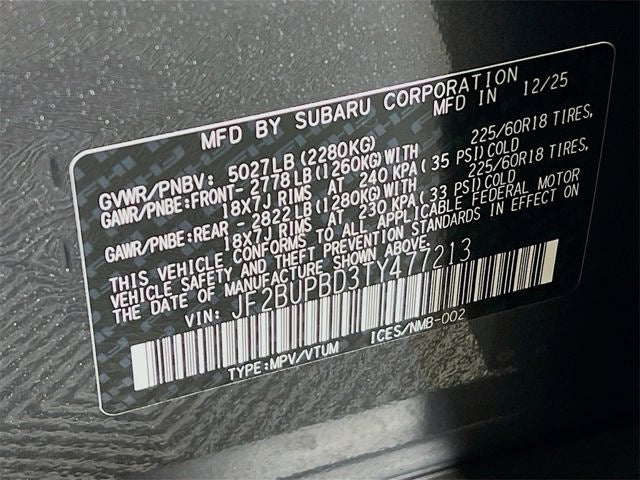 MFD BY SUBARU CORPORATION
MFD IN 12/25
GVWR/PNBV: 5027LB (2280KG)
GAWR/PNBE:FRONT- 2778LB (1260KG)WITH 225/60R18 TIRES,
18X7J RIMS AT 240 KPA (35 PSI)COLD
GAWR/PNBE:REAR - 2822LB (1280KG)WITH 225/60R18 TIRES,
18X7J RIMS AT 230 KPA (33 PSI)COLD
THIS VEHICLE CONFORMS TO ALL APPLICABLE FEDERAL MOTOR
VEHICLE SAFETY AND THEFT PREVENTION STANDARDS IN EFFECT ON
THE DATE OF MANUFACTURE SHOWN ABOVE.
VIN: JF2BUPBD3TY477213
TYPE:MPV/VTUM ICES/NMB-002